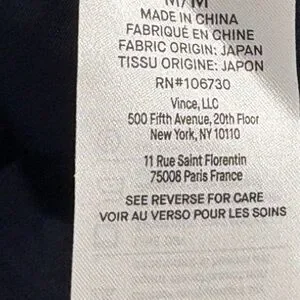 M/M
MADE IN CHINA
FABRIQUÉ EN CHINE
FABRIC ORIGIN: JAPAN
TISSU ORIGINE: JAPON
RN#106730
Vince, LLC
500 Fifth Avenue, 20th Floor
New York, NY 10110
11 Rue Saint Florentin
75008 Paris France
SEE REVERSE FOR CARE
VOIR AU VERSO POUR LES SOINS